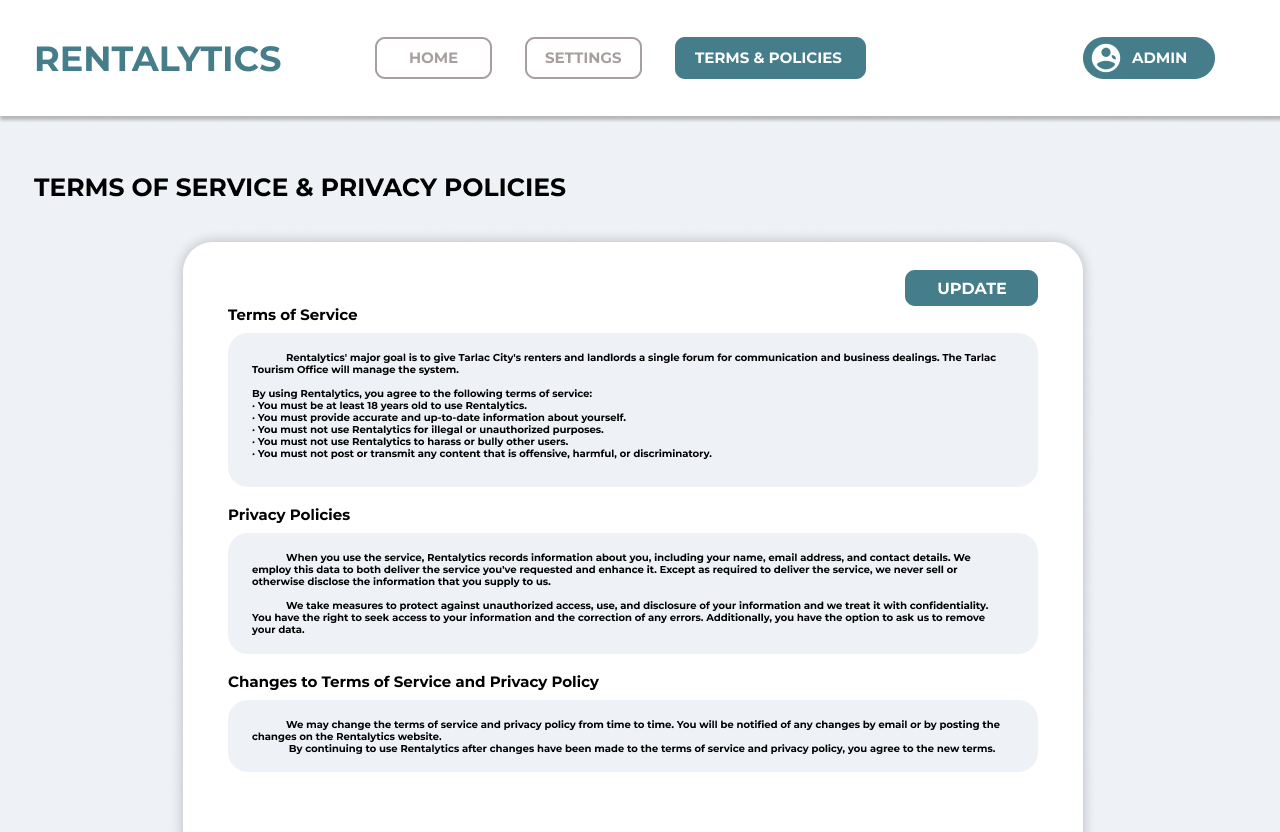 RENTALYTICS
HOME
SETTINGS
TERMS & POLICIES
ADMIN
TERMS OF SERVICE & PRIVACY POLICIES
UPDATE
Terms of Service
Rentalytics' major goal is to give Tarlac City's renters and landlords a single forum for communication and business dealings. The Tarlac
Tourism Office will manage the system.
By using Rentalytics, you agree to the following terms of service:
· You must be at least 18 years old to use Rentalytics.
· You must provide accurate and up-to-date information about yourself.
· You must not use Rentalytics for illegal or unauthorized purposes.
· You must not use Rentalytics to harass or bully other users.
· You must not post or transmit any content that is offensive, harmful, or discriminatory.
Privacy Policies
When you use the service, Rentalytics records information about you, including your name, email address, and contact details. We
employ this data to both deliver the service you've requested and enhance it. Except as required to deliver the service, we never sell or
otherwise disclose the information that you supply to us.
We take measures to protect against unauthorized access, use, and disclosure of your information and we treat it with confidentiality.
You have the right to seek access to your information and the correction of any errors. Additionally, you have the option to ask us to remove
your data.
Changes to Terms of Service and Privacy Policy
We may change the terms of service and privacy policy from time to time. You will be notified of any changes by email or by posting the
changes on the Rentalytics website.
By continuing to use Rentalytics after changes have been made to the terms of service and privacy policy, you agree to the new terms.